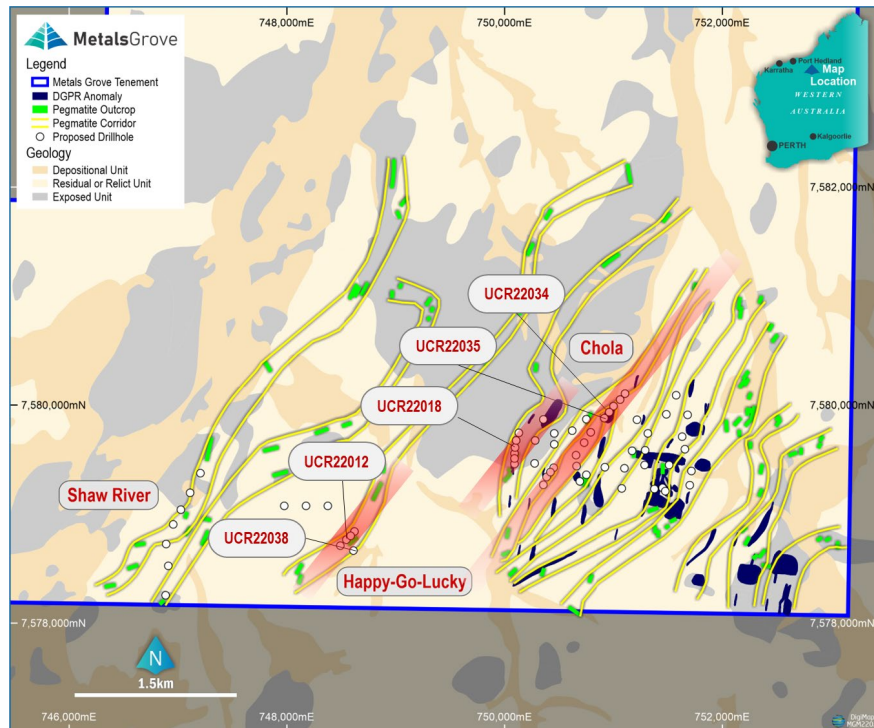 MetalsGrove
Legend
Metals Grove Tenement
DGPR Anomaly
Pegmatite Outcrop
Pegmatite Corridor
Proposed Drillhole
Geology
Depositional Unit
Residual or Relict Unit
Exposed Unit
748,000mE
750,000mE
752,000mE
Port Hedland
Karratha
Map
Location
WESTERN
AUSTRALIA
Kalgoorlie
PERTH
7,582,000mN
UCR22034
UCR22035
Chola
UCR22018
7,580,000mN
7,580,000mN
UCR22012
Shaw River
UCR22038
Happy-Go-Lucky
7,578,000mN
7,578,000mN
N
1.5km
746,000mE
748,000mE
750,000mE
752,000mE